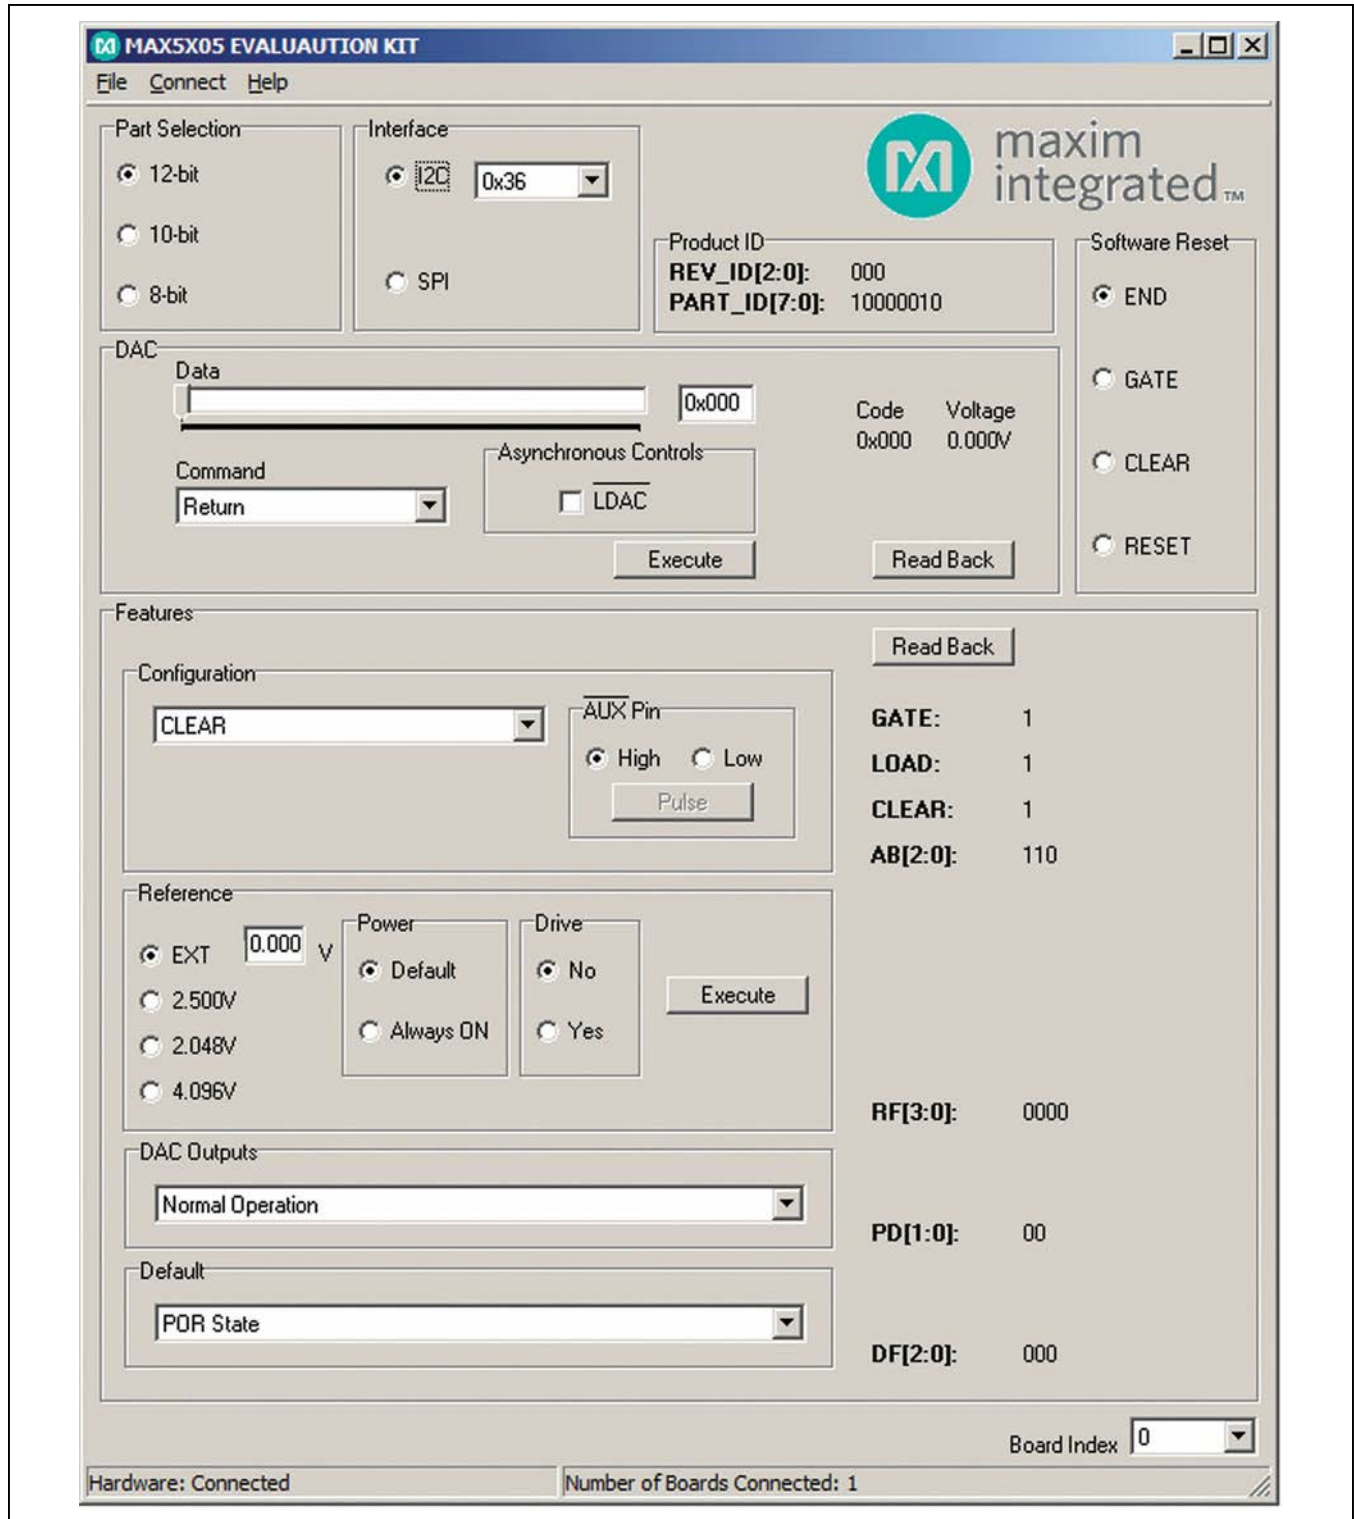 MAX5X05 EVALUAUTION KIT
File Connect Help
Part Selection
12-bit
10-bit
8-bit
Interface
I2C 0x36
SPI
maxim
integrated™
Product ID
REV_ID[2:0]: 000
PART_ID[7:0]: 10000010
Software Reset
END
GATE
CLEAR
RESET
DAC
Data
0x000
Code Voltage
0x000 0.000V
Command
Return
Asynchronous Controls
LDAC
Execute
Read Back
Features
Read Back
Configuration
CLEAR
AUX Pin
High Low
Pulse
GATE: 1
LOAD: 1
CLEAR: 1
AB[2:0]: 110
Reference
EXT 0.000 V
2.500V
2.048V
4.096V
Power
Default
Always ON
Drive
No
Yes
Execute
RF[3:0]: 0000
DAC Outputs
Normal Operation
PD[1:0]: 00
Default
POR State
DF[2:0]: 000
Board Index 0
Hardware: Connected
Number of Boards Connected: 1